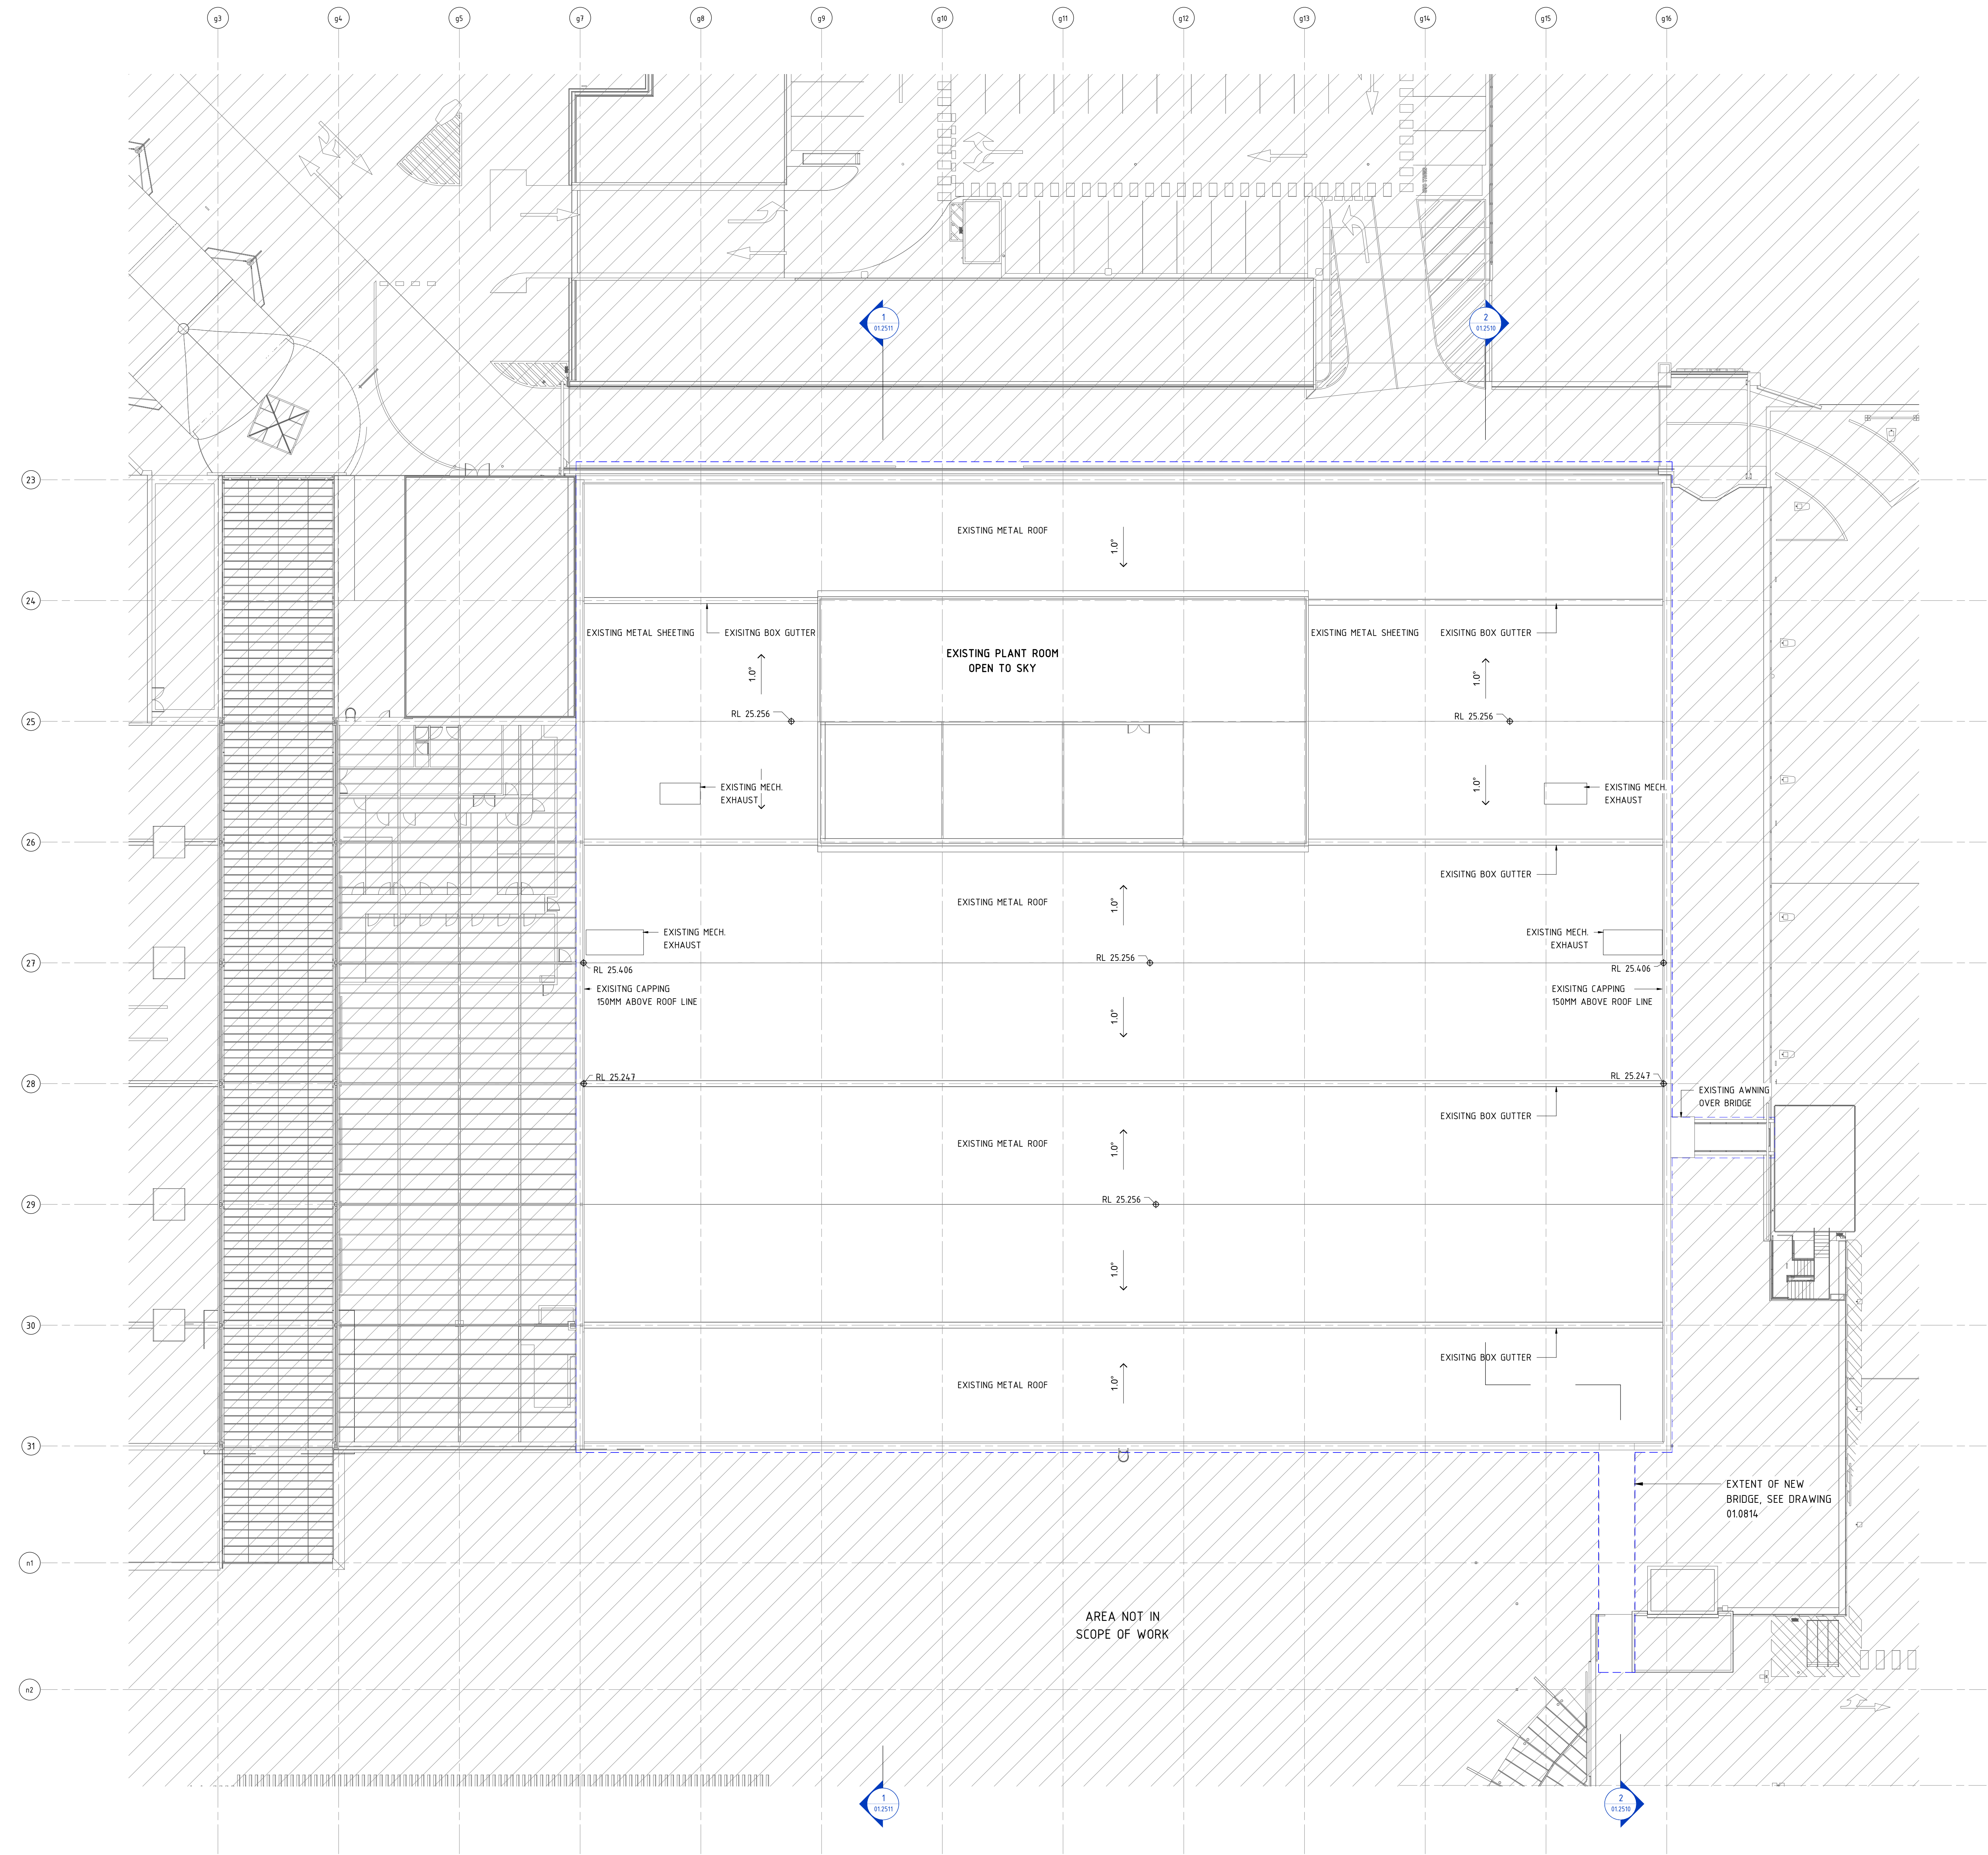 g3 g4 g5 g7 g8 g9 g10 g11 g12 g13 g14 g15 g16
1
01.2511
2
01.2510
23
EXISTING METAL ROOF
1.0°
24
EXISTING METAL SHEETING
EXISITNG BOX GUTTER
EXISTING METAL SHEETING
EXISITNG BOX GUTTER
EXISTING PLANT ROOM
OPEN TO SKY
1.0°
1.0°
25
RL 25.256
RL 25.256
EXISTING MECH.
EXHAUST
1.0°
EXISTING MECH.
EXHAUST
26
EXISITNG BOX GUTTER
EXISTING METAL ROOF
1.0°
EXISTING MECH.
EXHAUST
EXISTING MECH.
EXHAUST
27
RL 25.256
RL 25.406
RL 25.406
EXISITNG CAPPING
150MM ABOVE ROOF LINE
EXISITNG CAPPING
150MM ABOVE ROOF LINE
1.0°
28
RL 25.247
RL 25.247
EXISTING AWNING
OVER BRIDGE
EXISITNG BOX GUTTER
EXISTING METAL ROOF
1.0°
29
RL 25.256
1.0°
30
EXISITNG BOX GUTTER
EXISTING METAL ROOF
1.0°
31
EXTENT OF NEW
BRIDGE, SEE DRAWING
01.0814
n1
AREA NOT IN
SCOPE OF WORK
n2
1
01.2511
2
01.2510